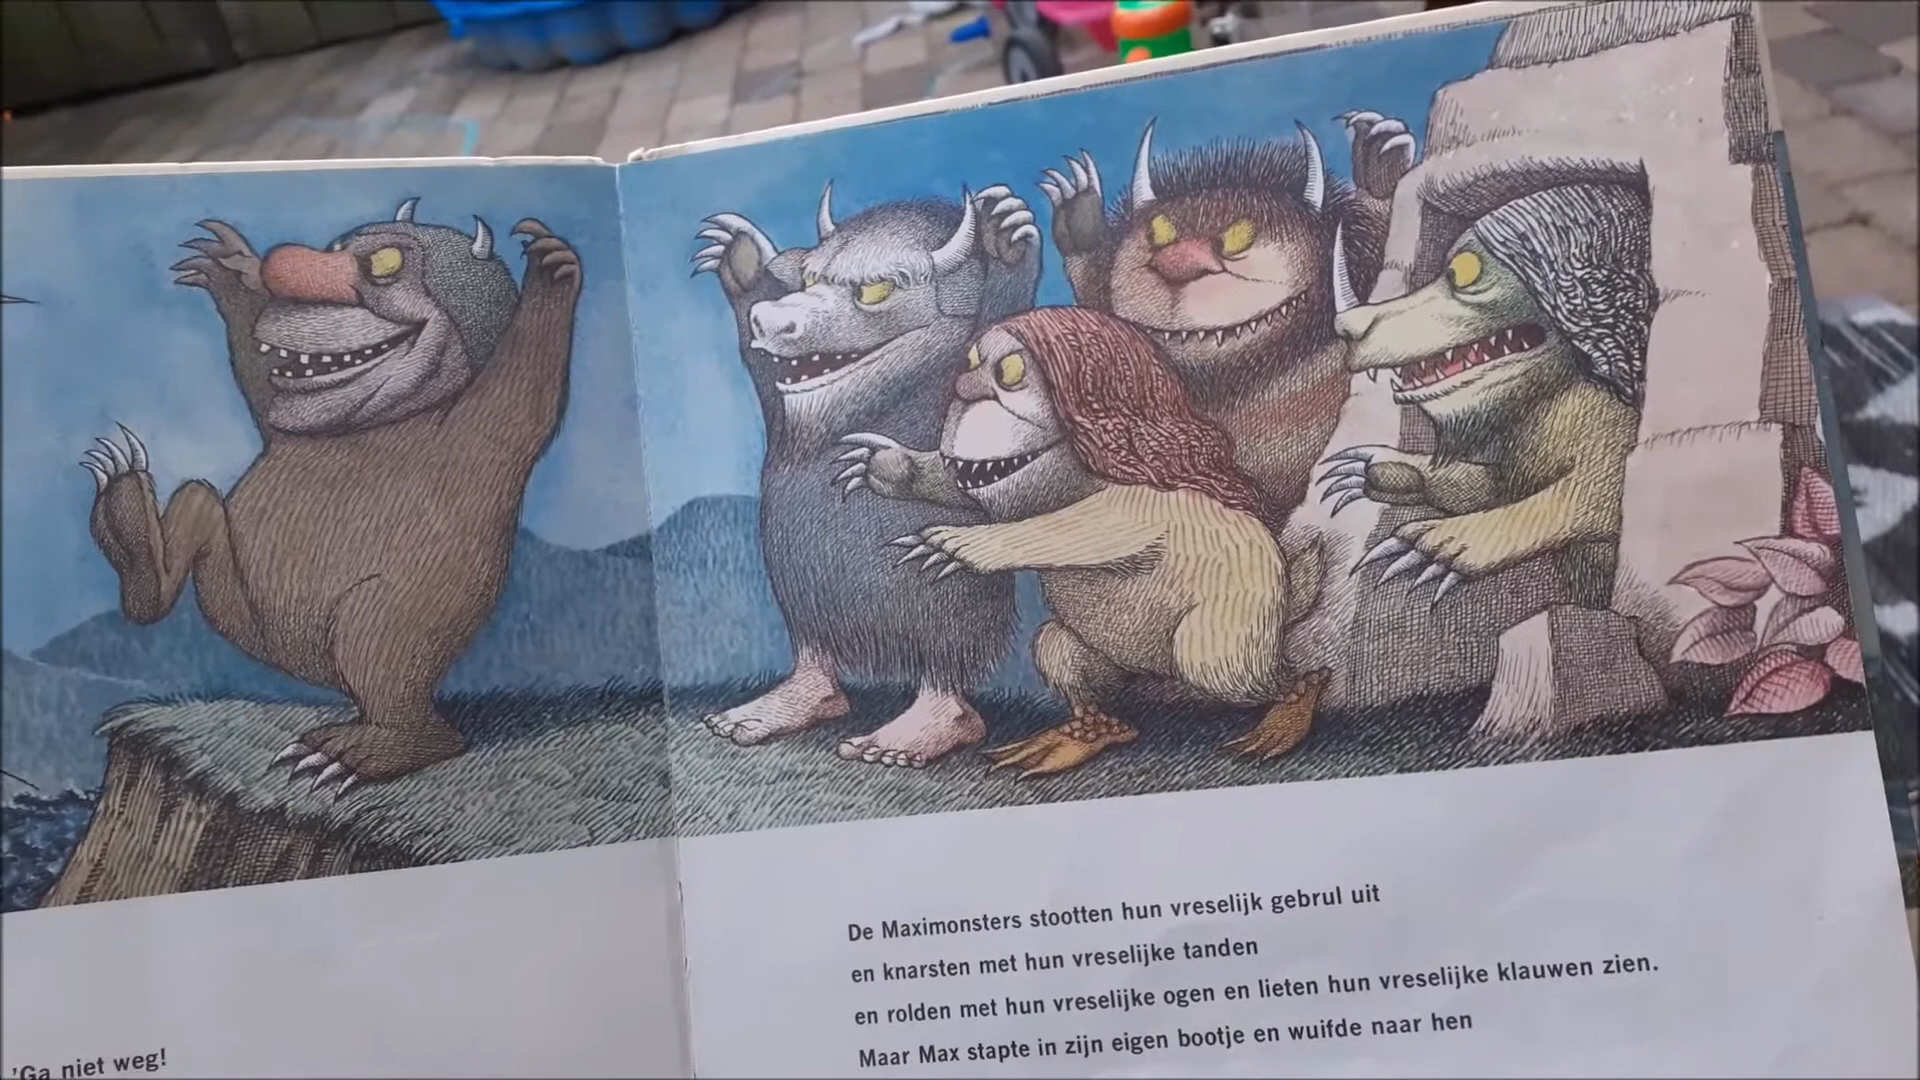 'Ga niet weg!
De Maximonsters stootten hun vreselijk gebrul uit
en knarsten met hun vreselijke tanden
en rolden met hun vreselijke ogen en lieten hun vreselijke klauwen zien.
Maar Max stapte in zijn eigen bootje en wuifde naar hen